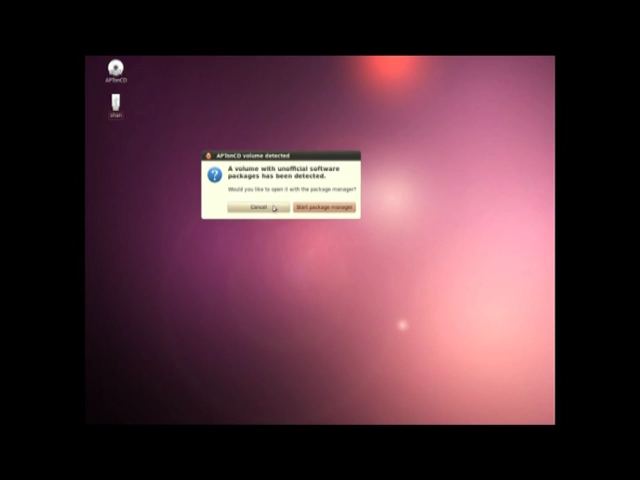 APTonCD
shan
APTonCD volume detected
A volume with unofficial software
packages has been detected.
Would you like to open it with the package manager?
Cancel
Start package manager